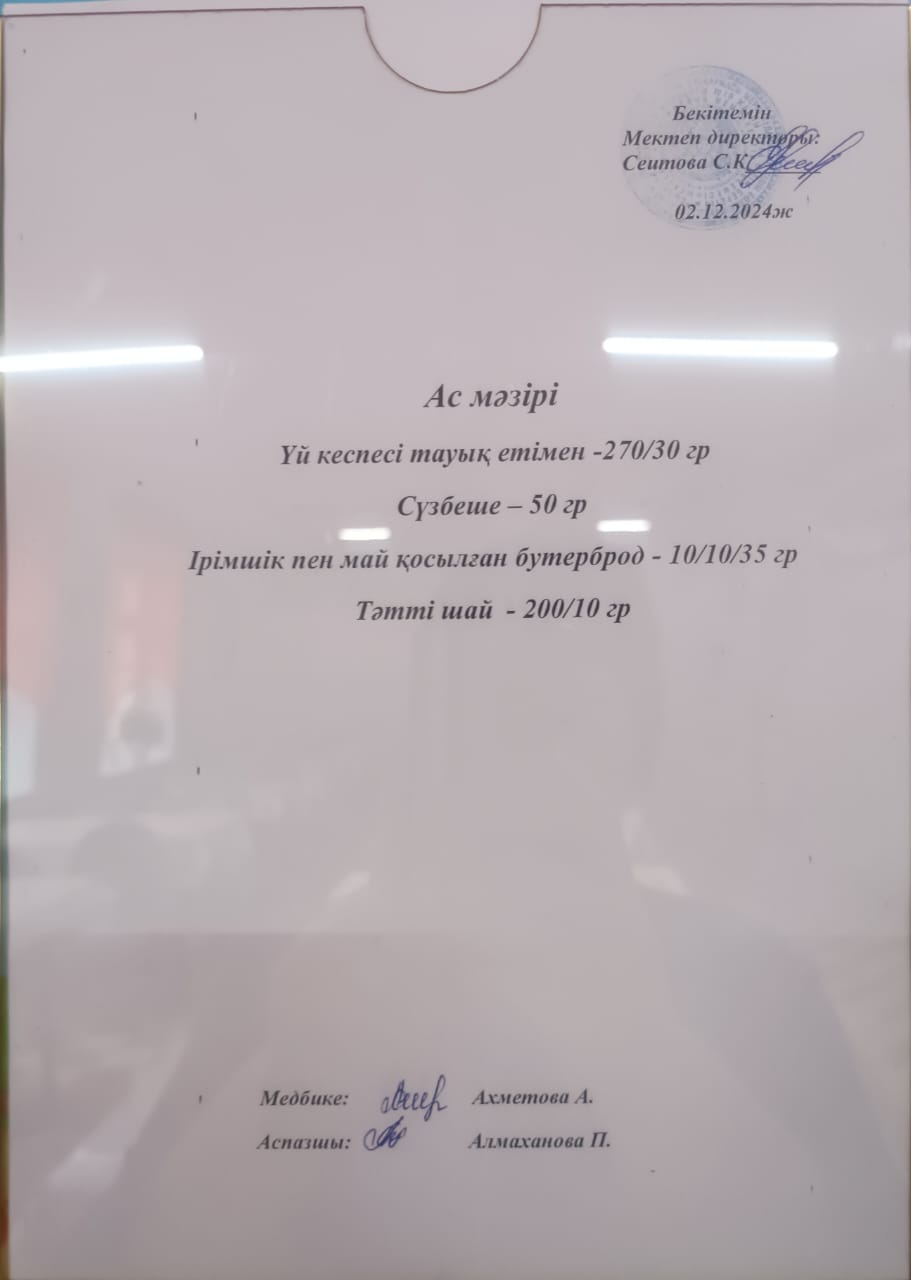 Бекітемін
Мектеп директоры:
Сеитова С.К
02.12.2024ж
Ас мәзірі
Үй кеспесі тауық етімен -270/30 гр
Сүзбеше – 50 гр
Ірімшік пен май қосылған бутерброд - 10/10/35 гр
Тәтті шай - 200/10 гр
Медбике: Ахметова А.
Аспазшы: Алмаханова П.